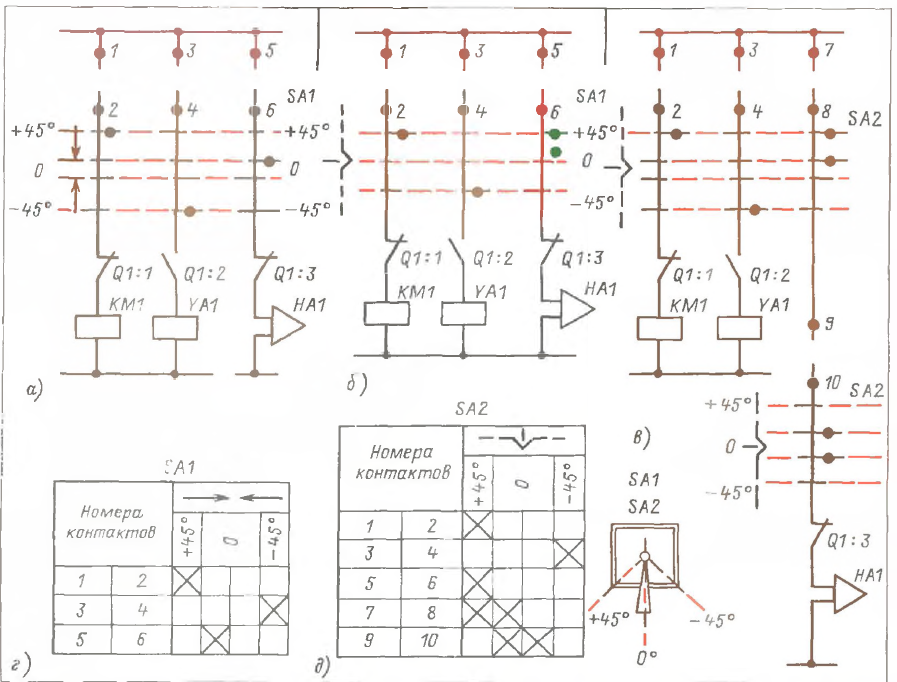 1 3 5
2 4 6 SA1
+45° +45°
0 0
-45° -45°
Q1:1 Q1:2 Q1:3
KM1 YA1 HA1
а)
1 3 5
2 4 6 SA1
+45°
0
-45°
Q1:1 Q1:2 Q1:3
KM1 YA1 HA1
б)
1 3 7
2 4 8 SA2
Q1:1 Q1:2
KM1 YA1
9
10 SA2
+45°
0
-45°
Q1:3
HA1
в)
SA1
SA2
+45° -45°
0°
SA1
Номера контактов
+45° 0 -45°
1 2
3 4
5 6
г)
SA2
Номера контактов
+45° 0 -45°
1 2
3 4
5 6
7 8
9 10
д)